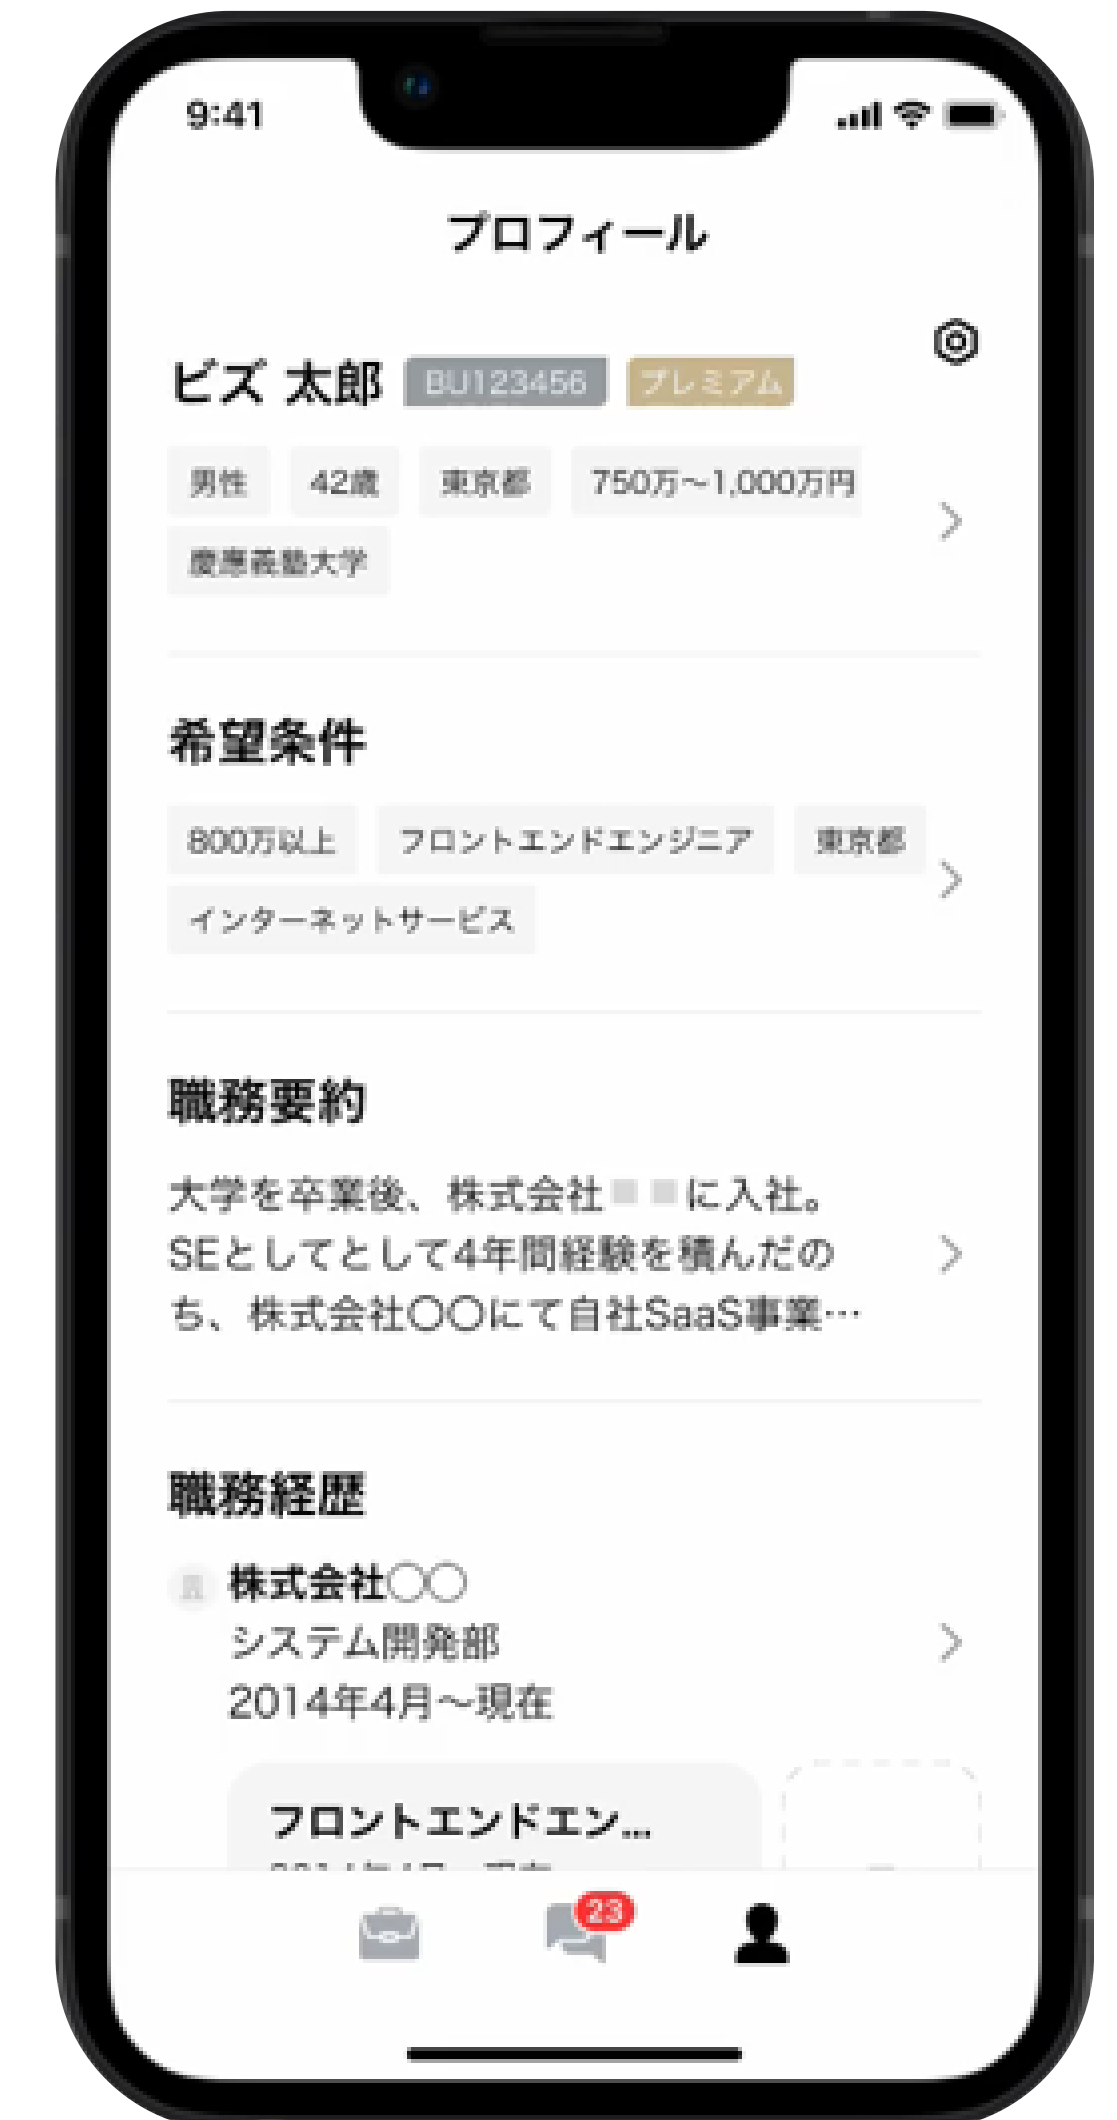 9:41
プロフィール
ビズ 太郎 BU123456 プレミアム
男性 42歳 東京都 750万〜1,000万円
慶應義塾大学
希望条件
800万以上 フロントエンドエンジニア 東京都
インターネットサービス
職務要約
大学を卒業後、株式会社■■に入社。
SEとしてとして4年間経験を積んだの
ち、株式会社〇〇にて自社SaaS事業…
職務経歴
株式会社〇〇
システム開発部
2014年4月〜現在
フロントエンドエン...
23